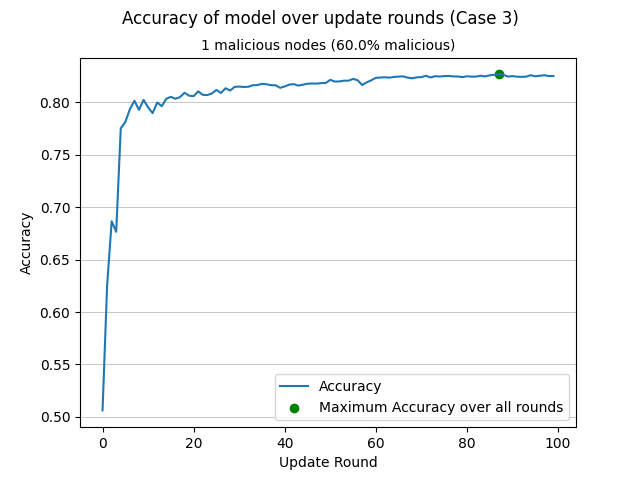 Accuracy of model over update rounds (Case 3)
1 malicious nodes (60.0% malicious)
0.80
0.75
0.70
0.65
0.60
0.55
0.50
Accuracy
Accuracy
Maximum Accuracy over all rounds
0 20 40 60 80 100
Update Round